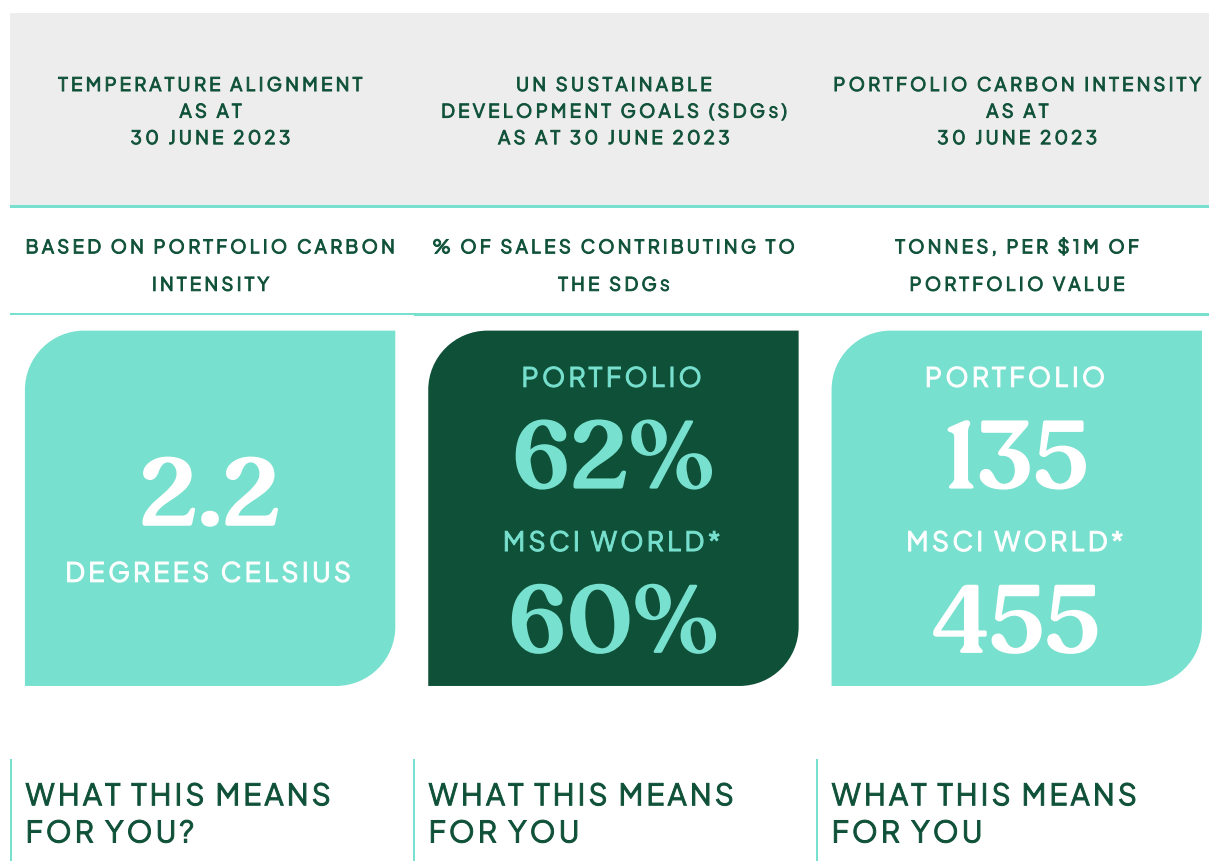 TEMPERATURE ALIGNMENT
AS AT
30 JUNE 2023
UN SUSTAINABLE
DEVELOPMENT GOALS (SDGs)
AS AT 30 JUNE 2023
PORTFOLIO CARBON INTENSITY
AS AT
30 JUNE 2023
BASED ON PORTFOLIO CARBON
INTENSITY
% OF SALES CONTRIBUTING TO
THE SDGs
TONNES, PER $1M OF
PORTFOLIO VALUE
2.2
DEGREES CELSIUS
PORTFOLIO
62%
MSCI WORLD*
60%
PORTFOLIO
135
MSCI WORLD*
455
WHAT THIS MEANS
FOR YOU?
WHAT THIS MEANS
FOR YOU
WHAT THIS MEANS
FOR YOU